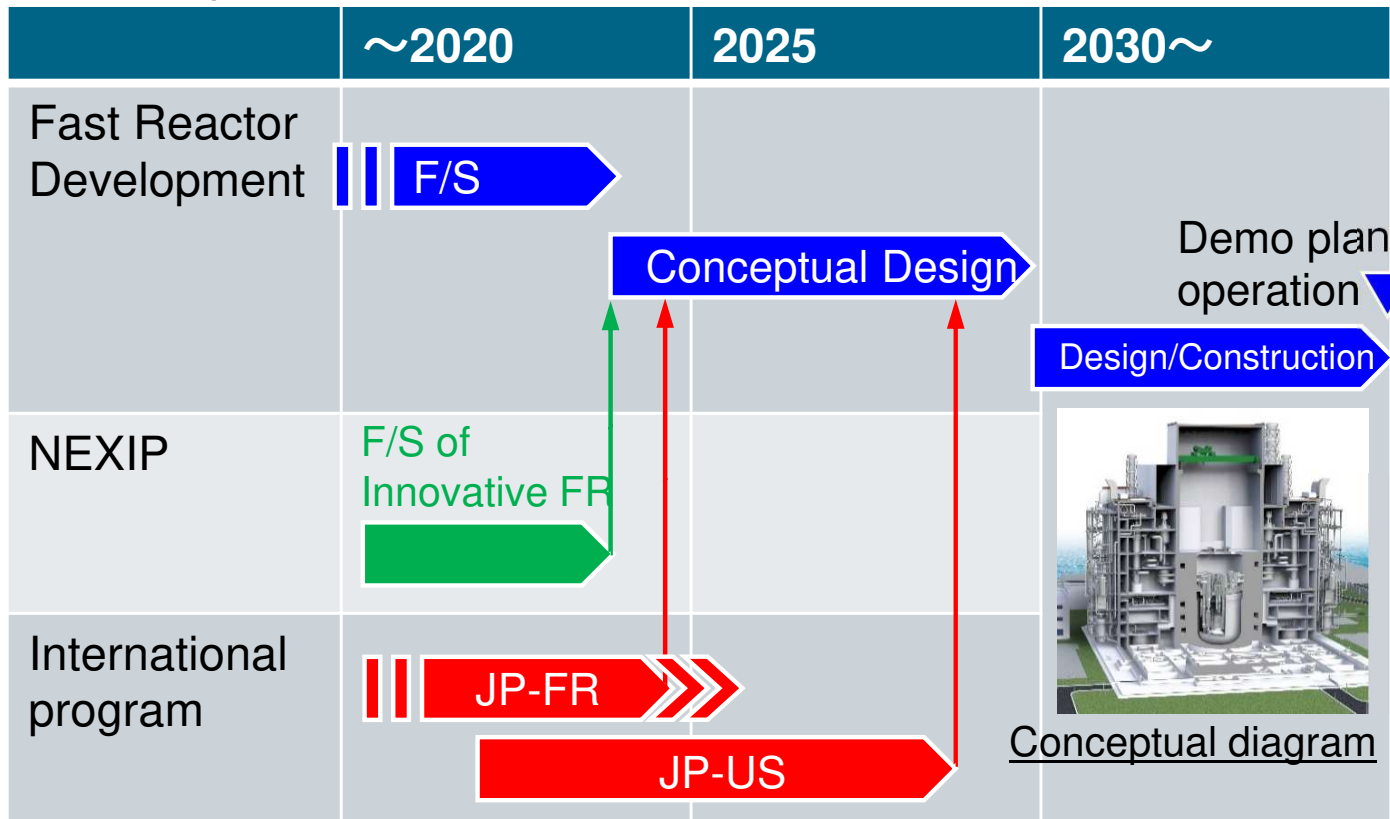 ～2020
2025
2030～
Fast Reactor
Development
F/S
Conceptual Design
Demo plan
operation
Design/Construction
NEXIP
F/S of
Innovative FR
International
program
JP-FR
JP-US
Conceptual diagram